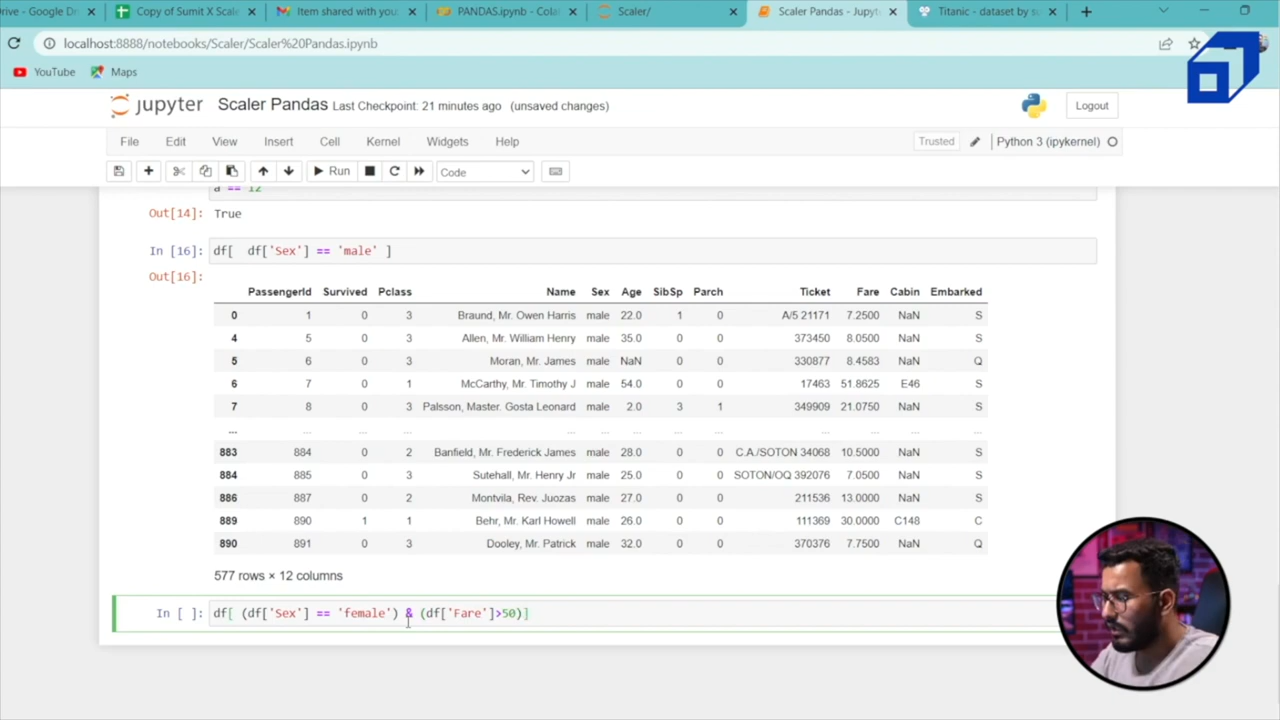 Drive - Google Dr
Copy of Sumit X Scale
Item shared with you
PANDAS.ipynb - Colab
Scaler/
Scaler Pandas - Jupyte
Titanic - dataset by so
localhost:8888/notebooks/Scaler/Scaler%20Pandas.ipynb
YouTube
Maps
jupyter Scaler Pandas Last Checkpoint: 21 minutes ago (unsaved changes)
Logout
File Edit View Insert Cell Kernel Widgets Help
Trusted
Python 3 (ipykernel)
Run
Code
a == 12
Out[14]: True
In [16]: df[ df['Sex'] == 'male' ]
Out[16]:
PassengerId Survived Pclass Name Sex Age SibSp Parch Ticket Fare Cabin Embarked
0 1 0 3 Braund, Mr. Owen Harris male 22.0 1 0 A/5 21171 7.2500 NaN S
4 5 0 3 Allen, Mr. William Henry male 35.0 0 0 373450 8.0500 NaN S
5 6 0 3 Moran, Mr. James male NaN 0 0 330877 8.4583 NaN Q
6 7 0 1 McCarthy, Mr. Timothy J male 54.0 0 0 17463 51.8625 E46 S
7 8 0 3 Palsson, Master. Gosta Leonard male 2.0 3 1 349909 21.0750 NaN S
... ... ... ... ... ... ... ... ... ... ... ... ...
883 884 0 2 Banfield, Mr. Frederick James male 28.0 0 0 C.A./SOTON 34068 10.5000 NaN S
884 885 0 3 Sutehall, Mr. Henry Jr male 25.0 0 0 SOTON/OQ 392076 7.0500 NaN S
886 887 0 2 Montvila, Rev. Juozas male 27.0 0 0 211536 13.0000 NaN S
889 890 1 1 Behr, Mr. Karl Howell male 26.0 0 0 111369 30.0000 C148 C
890 891 0 3 Dooley, Mr. Patrick male 32.0 0 0 370376 7.7500 NaN Q
577 rows × 12 columns
In [ ]: df[ (df['Sex'] == 'female') & (df['Fare']>50)]